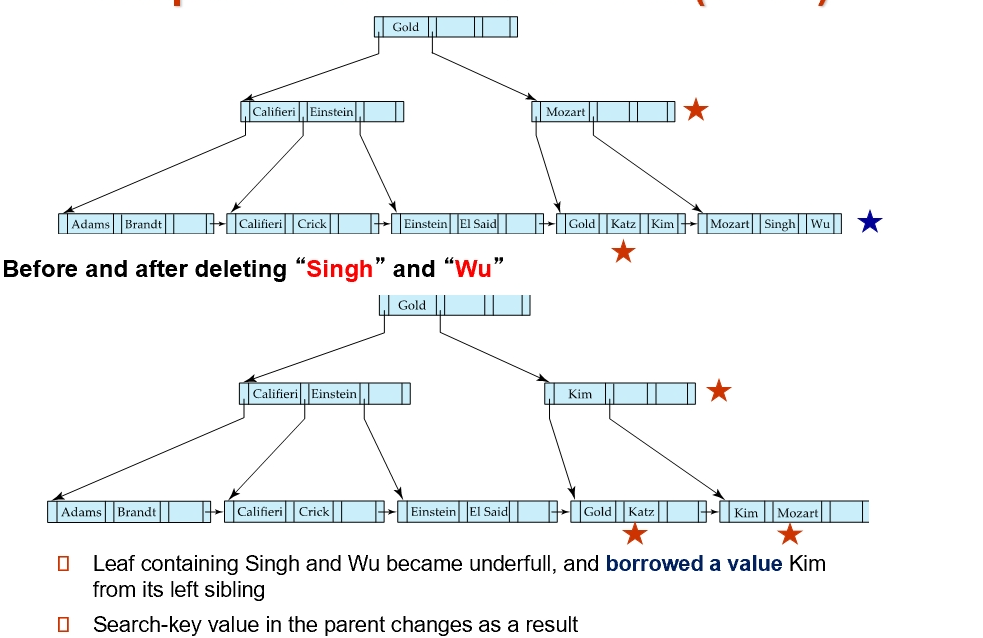 Gold
Califieri Einstein
Mozart
Adams Brandt
Califieri Crick
Einstein El Said
Gold Katz Kim
Mozart Singh Wu
Before and after deleting “Singh” and “Wu”
Gold
Califieri Einstein
Kim
Adams Brandt
Califieri Crick
Einstein El Said
Gold Katz
Kim Mozart
Leaf containing Singh and Wu became underfull, and borrowed a value Kim
from its left sibling
Search-key value in the parent changes as a result